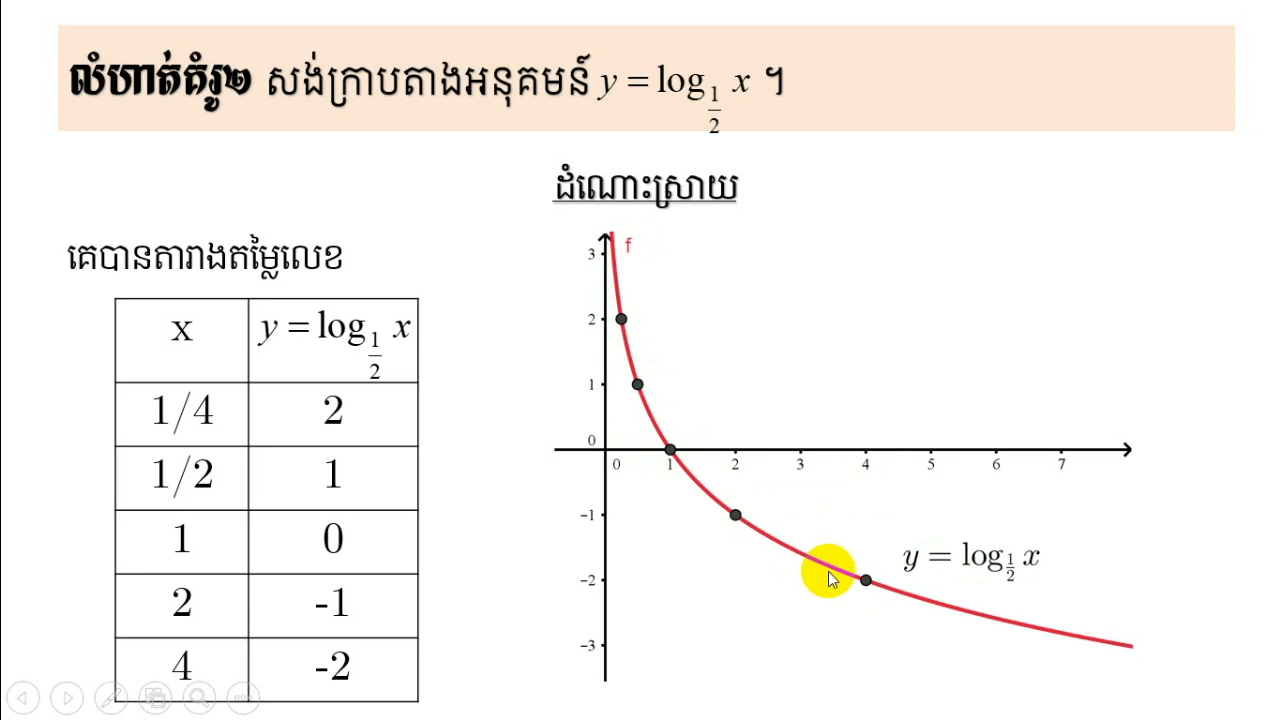 លំហាត់គំរូ២ សង់ក្រាបតាងអនុគមន៍ y = log_{1/2} x ។
ដំណោះស្រាយ
គេបានតារាងតម្លៃលេខ
x y = log_{1/2} x
1/4 2
1/2 1
1 0
2 -1
4 -2
f
3
2
1
0
0 1 2 3 4 5 6 7
-1
y = log_{1/2} x
-2
-3